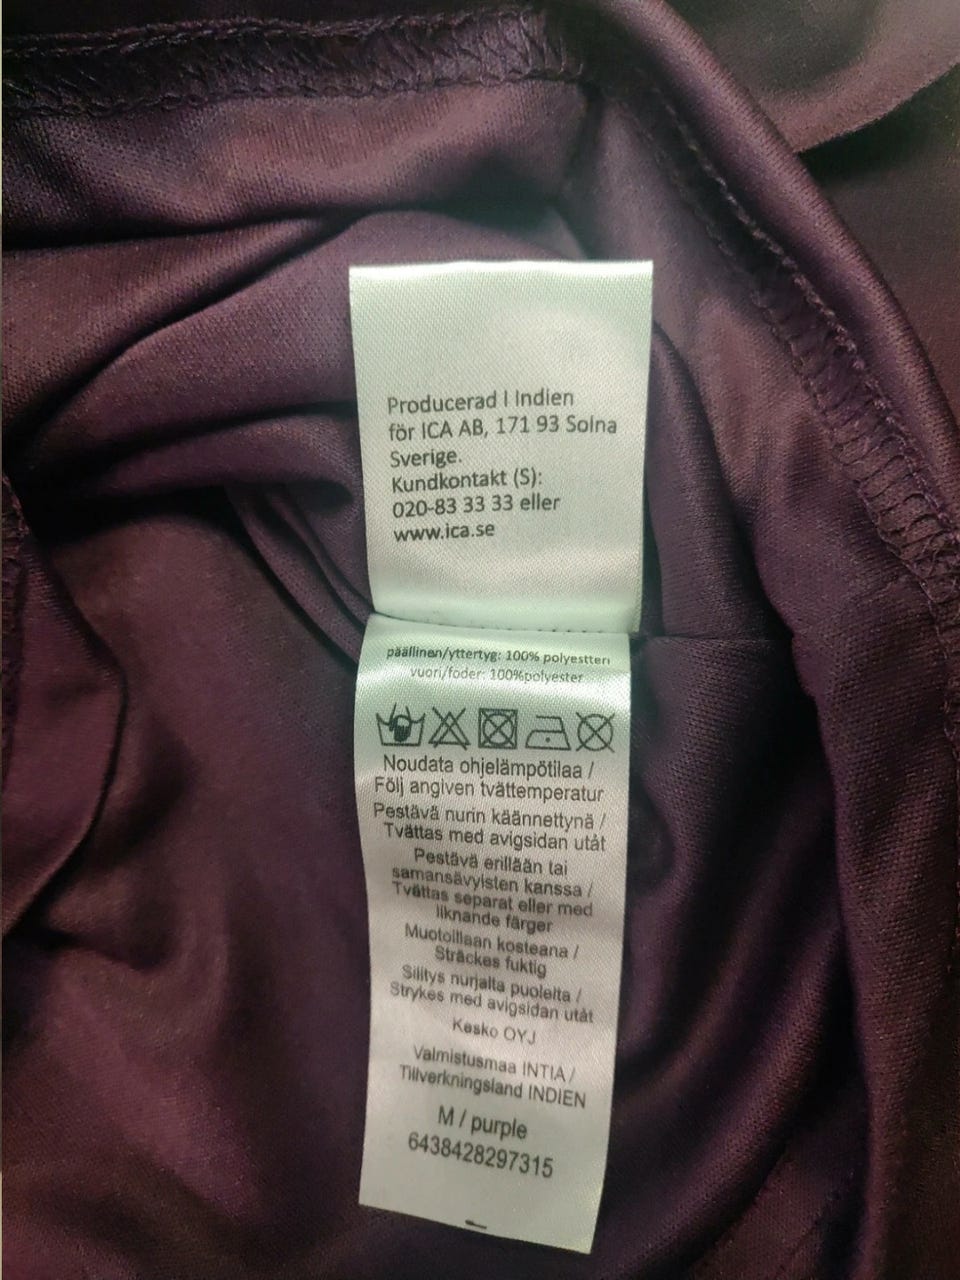 Producerad I Indien
för ICA AB, 171 93 Solna
Sverige.
Kundkontakt (S):
020-83 33 33 eller
www.ica.se
päällinen/yttertyg: 100% polyesteri
vuori/foder: 100%polyester
Noudata ohjelämpötilaa /
Följ angiven tvättemperatur
Pestävä nurin käännettynä /
Tvättas med avigsidan utåt
Pestävä erillään tai
samansävyisten kanssa /
Tvättas separat eller med
liknande färger
Muotoillaan kosteana /
Sträckes fuktig
Silitys nurjalta puolelta /
Strykes med avigsidan utåt
Kesko OYJ
Valmistusmaa INTIA /
Tillverkningsland INDIEN
M / purple
6438428297315